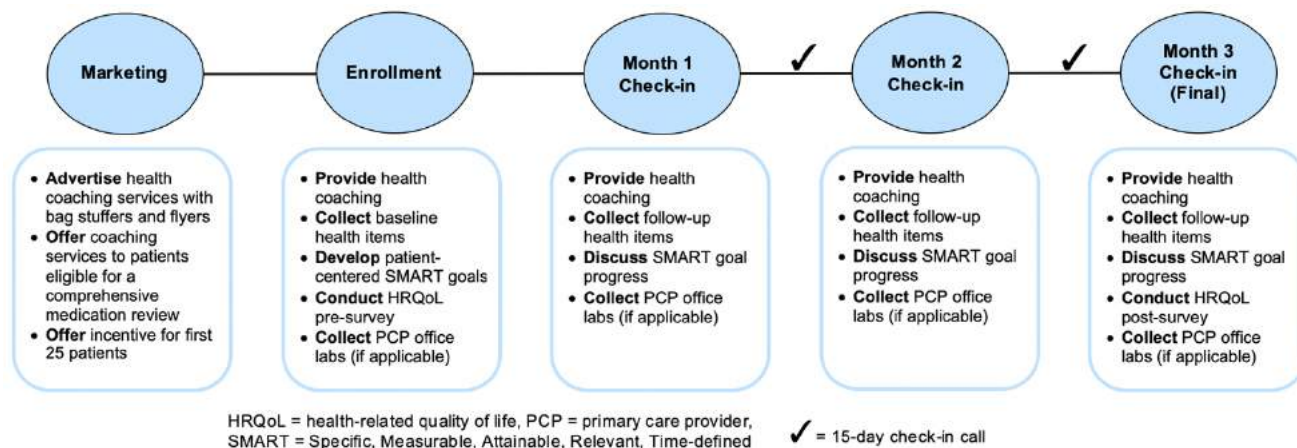 Marketing
Enrollment
Month 1
Check-in
✓
Month 2
Check-in
✓
Month 3
Check-in
(Final)
• Advertise health
coaching services with
bag stuffers and flyers
• Offer coaching
services to patients
eligible for a
comprehensive
medication review
• Offer incentive for first
25 patients
• Provide health
coaching
• Collect baseline
health items
• Develop patient-
centered SMART goals
• Conduct HRQoL
pre-survey
• Collect PCP office
labs (if applicable)
• Provide health
coaching
• Collect follow-up
health items
• Discuss SMART goal
progress
• Collect PCP office
labs (if applicable)
• Provide health
coaching
• Collect follow-up
health items
• Discuss SMART goal
progress
• Collect PCP office
labs (if applicable)
• Provide health
coaching
• Collect follow-up
health items
• Discuss SMART goal
progress
• Conduct HRQoL
post-survey
• Collect PCP office
labs (if applicable)
HRQoL = health-related quality of life, PCP = primary care provider,
SMART = Specific, Measurable, Attainable, Relevant, Time-defined
✓ = 15-day check-in call